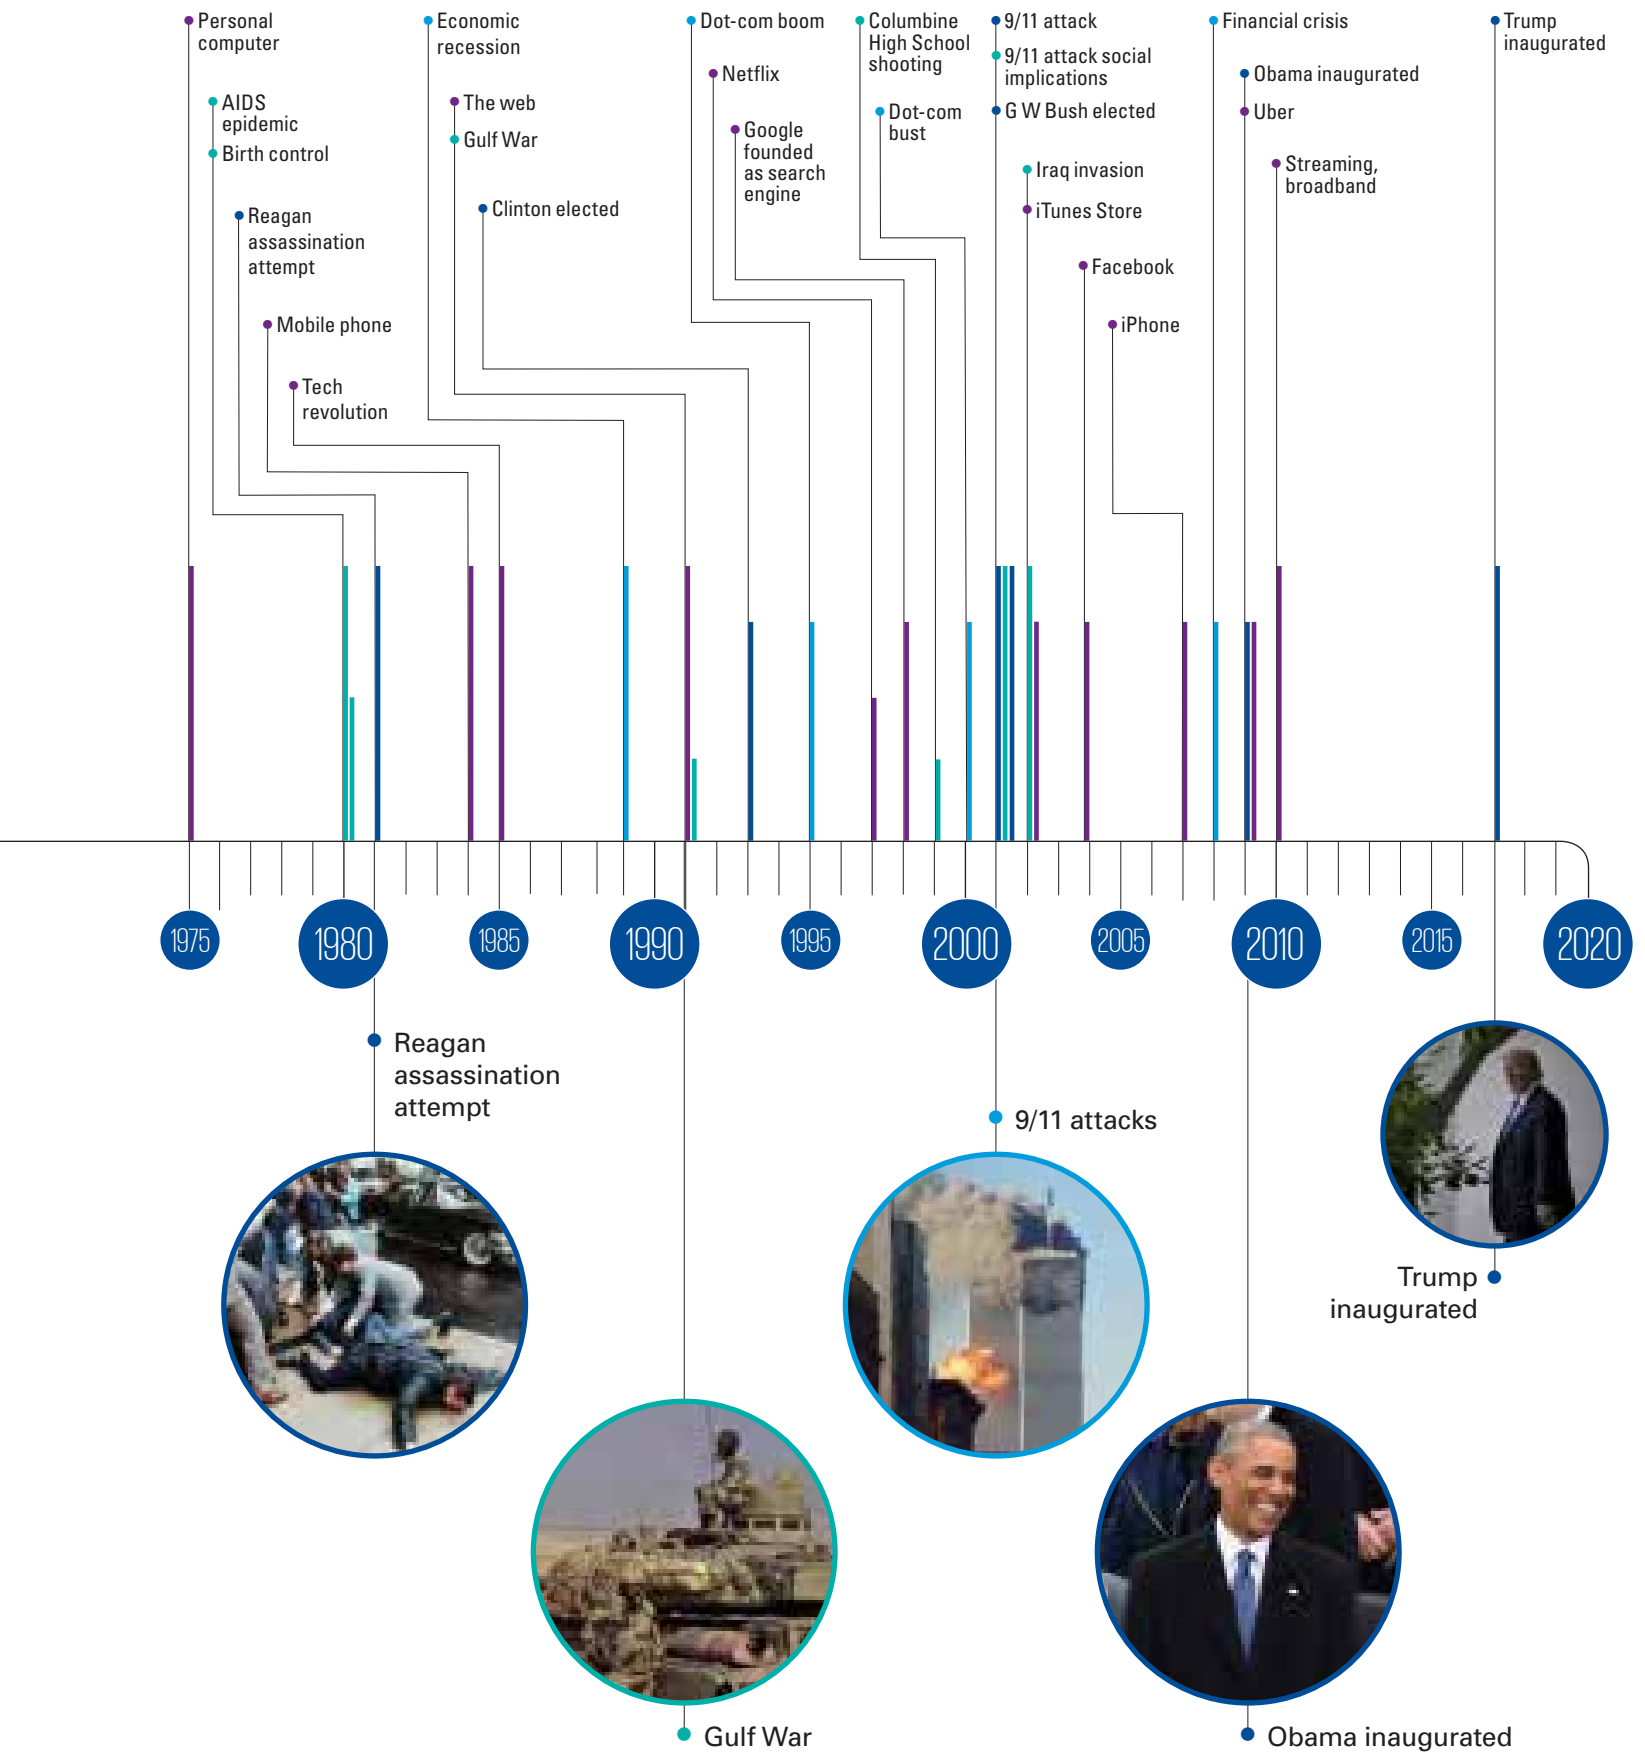 Personal
computer
AIDS
epidemic
Birth control
Reagan
assassination
attempt
Mobile phone
Tech
revolution
Economic
recession
The web
Gulf War
Clinton elected
Dot-com boom
Netflix
Google
founded
as search
engine
Columbine
High School
shooting
Dot-com
bust
9/11 attack
9/11 attack social
implications
G W Bush elected
Iraq invasion
iTunes Store
Facebook
iPhone
Financial crisis
Obama inaugurated
Uber
Streaming,
broadband
Trump
inaugurated
1975
1980
1985
1990
1995
2000
2005
2010
2015
2020
Reagan
assassination
attempt
9/11 attacks
Trump
inaugurated
Gulf War
Obama inaugurated